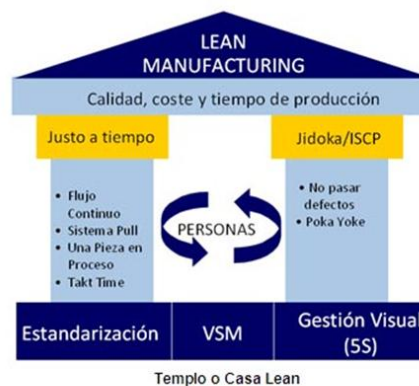 LEAN
MANUFACTURING
Calidad, coste y tiempo de producción
Justo a tiempo
Jidoka/ISCP
• Flujo
Continuo
• Sistema Pull
• Una Pieza en
Proceso
• Takt Time
PERSONAS
• No pasar
defectos
• Poka Yoke
Estandarización
VSM
Gestión Visual
(5S)
Templo o Casa Lean